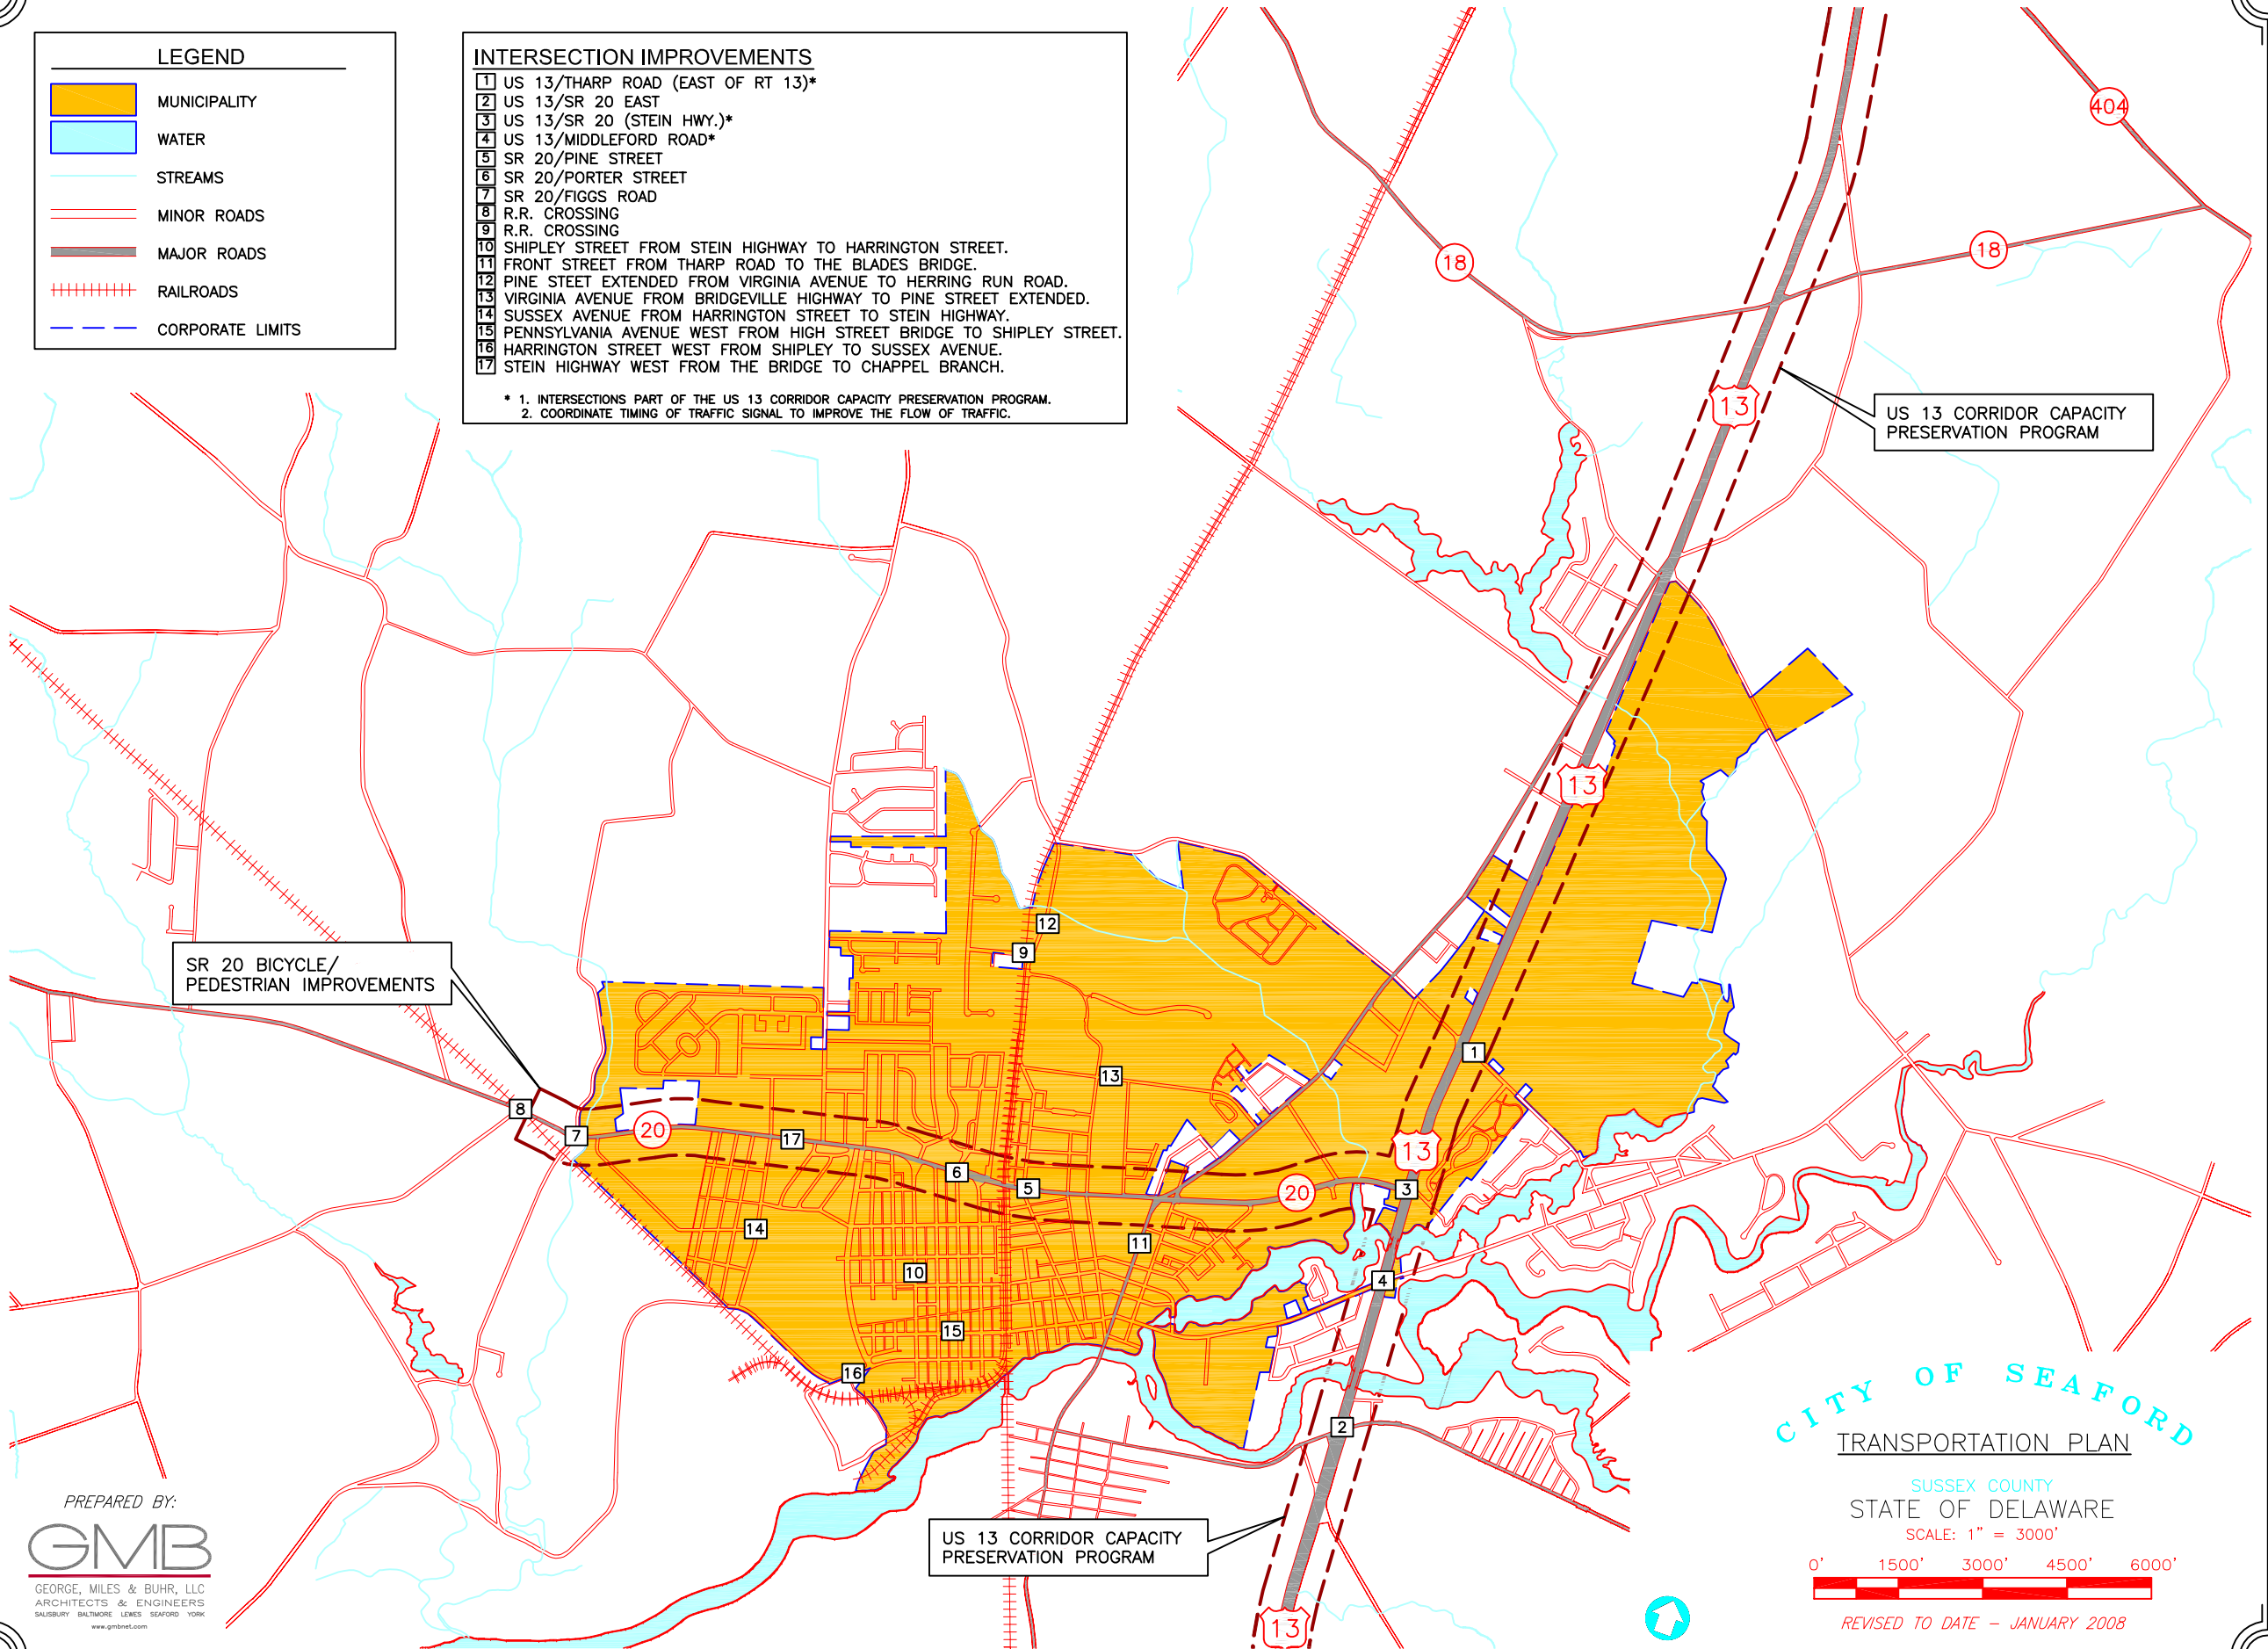 LEGEND
MUNICIPALITY
WATER
STREAMS
MINOR ROADS
MAJOR ROADS
RAILROADS
CORPORATE LIMITS
INTERSECTION IMPROVEMENTS
1 US 13/THARP ROAD (EAST OF RT 13)*
2 US 13/SR 20 EAST
3 US 13/SR 20 (STEIN HWY.)*
4 US 13/MIDDLEFORD ROAD*
5 SR 20/PINE STREET
6 SR 20/PORTER STREET
7 SR 20/FIGGS ROAD
8 R.R. CROSSING
9 R.R. CROSSING
10 SHIPLEY STREET FROM STEIN HIGHWAY TO HARRINGTON STREET.
11 FRONT STREET FROM THARP ROAD TO THE BLADES BRIDGE.
12 PINE STEET EXTENDED FROM VIRGINIA AVENUE TO HERRING RUN ROAD.
13 VIRGINIA AVENUE FROM BRIDGEVILLE HIGHWAY TO PINE STREET EXTENDED.
14 SUSSEX AVENUE FROM HARRINGTON STREET TO STEIN HIGHWAY.
15 PENNSYLVANIA AVENUE WEST FROM HIGH STREET BRIDGE TO SHIPLEY STREET.
16 HARRINGTON STREET WEST FROM SHIPLEY TO SUSSEX AVENUE.
17 STEIN HIGHWAY WEST FROM THE BRIDGE TO CHAPPEL BRANCH.
* 1. INTERSECTIONS PART OF THE US 13 CORRIDOR CAPACITY PRESERVATION PROGRAM.
2. COORDINATE TIMING OF TRAFFIC SIGNAL TO IMPROVE THE FLOW OF TRAFFIC.
404
18
18
13
US 13 CORRIDOR CAPACITY
PRESERVATION PROGRAM
13
12
9
SR 20 BICYCLE/
PEDESTRIAN IMPROVEMENTS
1
13
8
7
20
17
13
6
5
20
3
14
11
10
4
15
16
2
US 13 CORRIDOR CAPACITY
PRESERVATION PROGRAM
13
PREPARED BY:
GMB
GEORGE, MILES & BUHR, LLC
ARCHITECTS & ENGINEERS
SALISBURY BALTIMORE LEWES SEAFORD YORK
www.gmbnet.com
CITY OF SEAFORD
TRANSPORTATION PLAN
SUSSEX COUNTY
STATE OF DELAWARE
SCALE: 1" = 3000'
0' 1500' 3000' 4500' 6000'
REVISED TO DATE – JANUARY 2008